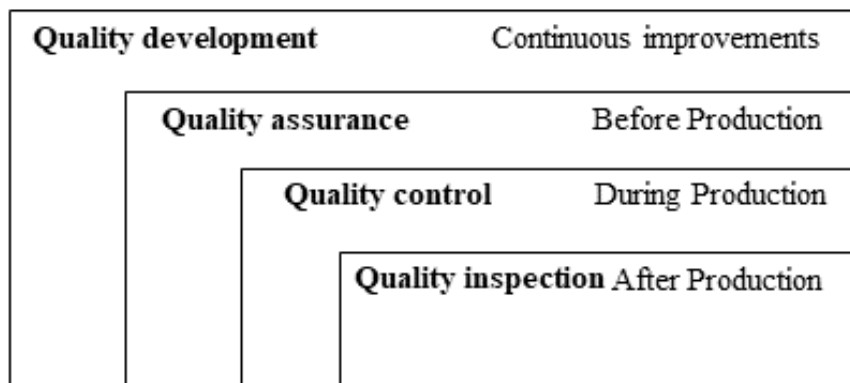 Quality development Continuous improvements
Quality assurance Before Production
Quality control During Production
Quality inspection After Production